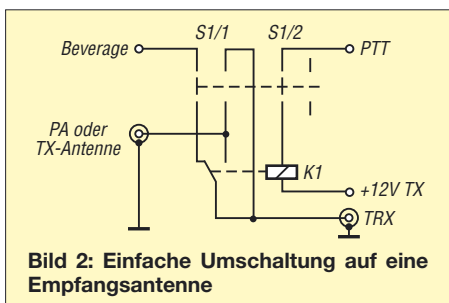 S1/1
S1/2
Beverage
PTT
PA oder
TX-Antenne
K1
+12V TX
TRX
Bild 2: Einfache Umschaltung auf eine
Empfangsantenne